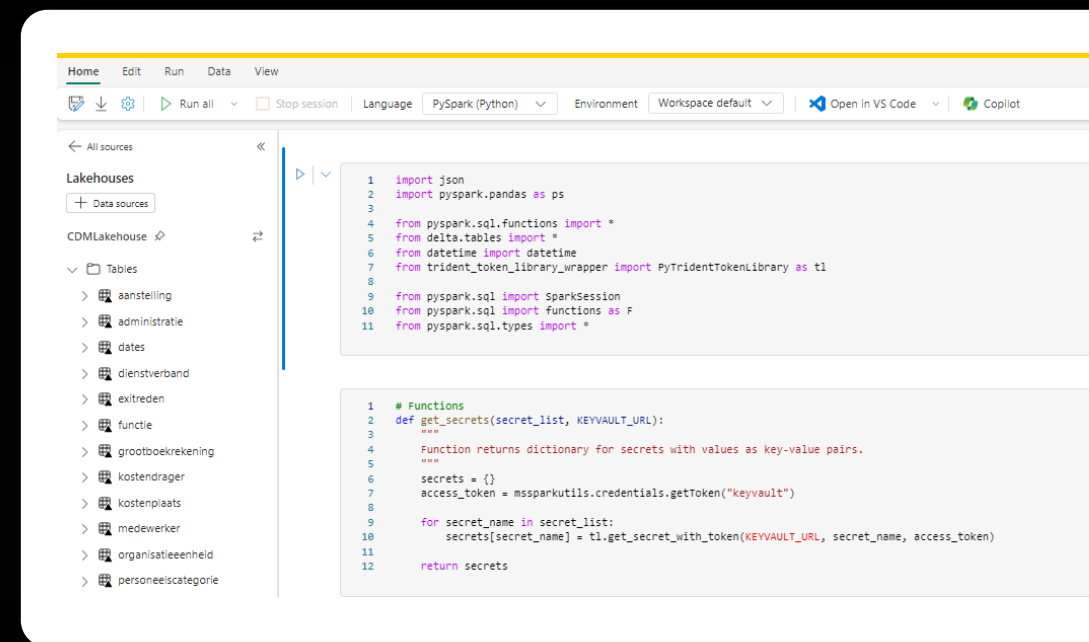 Home Edit Run Data View
Run all Stop session Language PySpark (Python) Environment Workspace default Open in VS Code Copilot
All sources
Lakehouses
Data sources
CDMLakehouse
Tables
aanstelling
administratie
dates
dienstverband
exitreden
functie
grootboekrekening
kostendrager
kostenplaats
medewerker
organisatieeenheid
personeelscategorie
1 import json
2 import pyspark.pandas as ps
3
4 from pyspark.sql.functions import *
5 from delta.tables import *
6 from datetime import datetime
7 from trident_token_library_wrapper import PyTridentTokenLibrary as tl
8
9 from pyspark.sql import SparkSession
10 from pyspark.sql import functions as F
11 from pyspark.sql.types import *
1 # Functions
2 def get_secrets(secret_list, KEYVAULT_URL):
3 """
4 Function returns dictionary for secrets with values as key-value pairs.
5 """
6 secrets = {}
7 access_token = mssparkutils.credentials.getToken("keyvault")
8
9 for secret_name in secret_list:
10 secrets[secret_name] = tl.get_secret_with_token(KEYVAULT_URL, secret_name, access_token)
11
12 return secrets